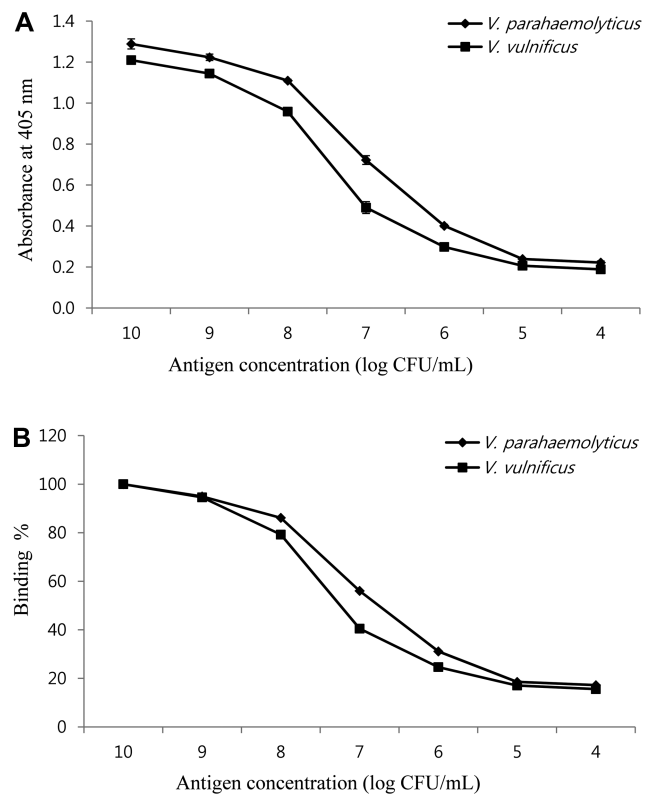 A
1.4
1.2
1.0
0.8
0.6
0.4
0.2
0.0
Absorbance at 405 nm
V. parahaemolyticus
V. vulnificus
10 9 8 7 6 5 4
Antigen concentration (log CFU/mL)
B
120
100
80
60
40
20
0
Binding %
V. parahaemolyticus
V. vulnificus
10 9 8 7 6 5 4
Antigen concentration (log CFU/mL)